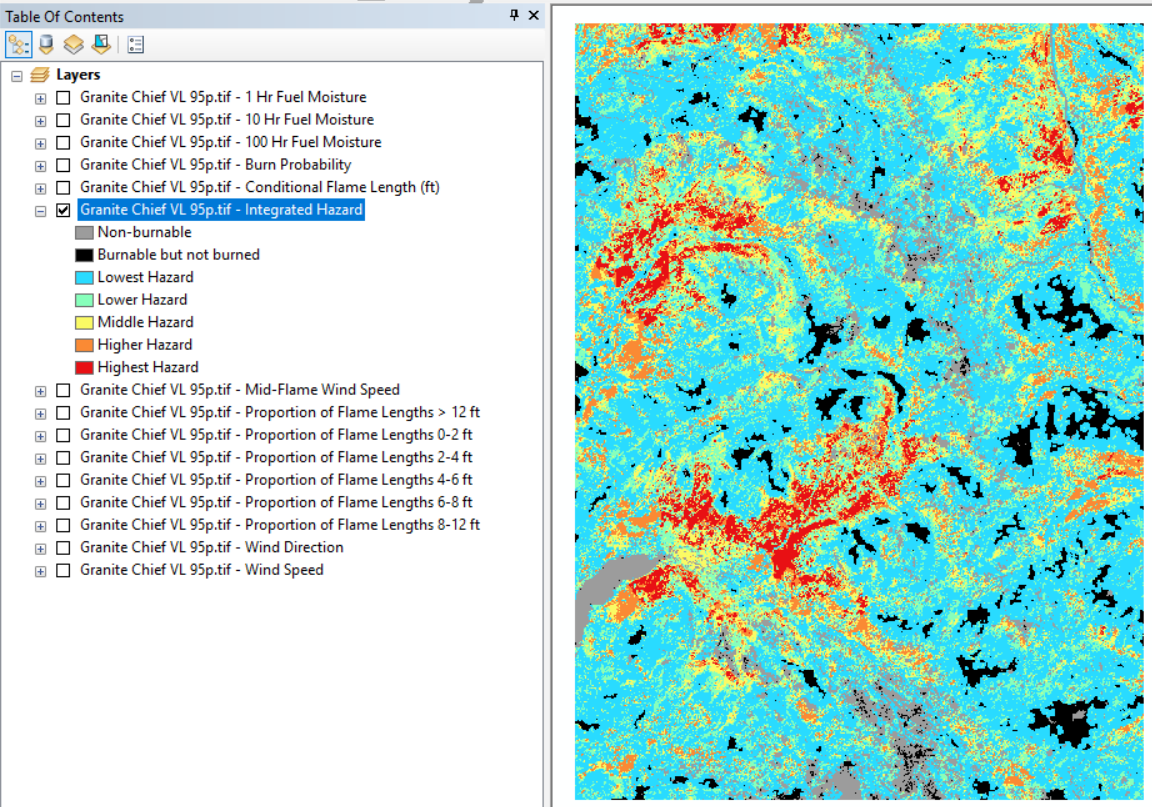 Table Of Contents
Layers
Granite Chief VL 95p.tif - 1 Hr Fuel Moisture
Granite Chief VL 95p.tif - 10 Hr Fuel Moisture
Granite Chief VL 95p.tif - 100 Hr Fuel Moisture
Granite Chief VL 95p.tif - Burn Probability
Granite Chief VL 95p.tif - Conditional Flame Length (ft)
Granite Chief VL 95p.tif - Integrated Hazard
Non-burnable
Burnable but not burned
Lowest Hazard
Lower Hazard
Middle Hazard
Higher Hazard
Highest Hazard
Granite Chief VL 95p.tif - Mid-Flame Wind Speed
Granite Chief VL 95p.tif - Proportion of Flame Lengths > 12 ft
Granite Chief VL 95p.tif - Proportion of Flame Lengths 0-2 ft
Granite Chief VL 95p.tif - Proportion of Flame Lengths 2-4 ft
Granite Chief VL 95p.tif - Proportion of Flame Lengths 4-6 ft
Granite Chief VL 95p.tif - Proportion of Flame Lengths 6-8 ft
Granite Chief VL 95p.tif - Proportion of Flame Lengths 8-12 ft
Granite Chief VL 95p.tif - Wind Direction
Granite Chief VL 95p.tif - Wind Speed